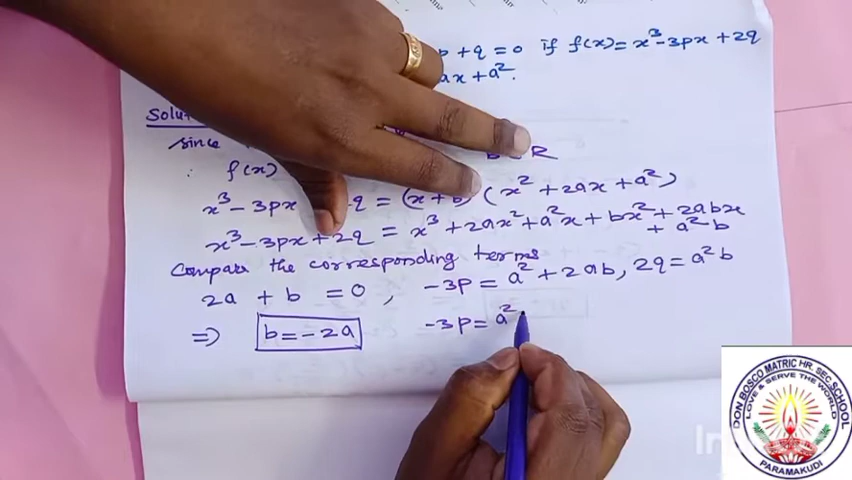 p + q = 0 if f(x) = x³ - 3px + 2q
ax + a².
Since
∴ f(x)
R
x³ - 3px q = (x + b) (x² + 2ax + a²)
x³ - 3px + 2q = x³ + 2ax² + a²x + bx² + 2abx
+ a²b
Compare the corresponding terms
2a + b = 0, -3p = a² + 2ab, 2q = a²b
⇒ b = -2a -3p = a²
DON BOSCO MATRIC HR. SEC SCHOOL
LOVE & SERVE THE WORLD
PARAMAKUDI